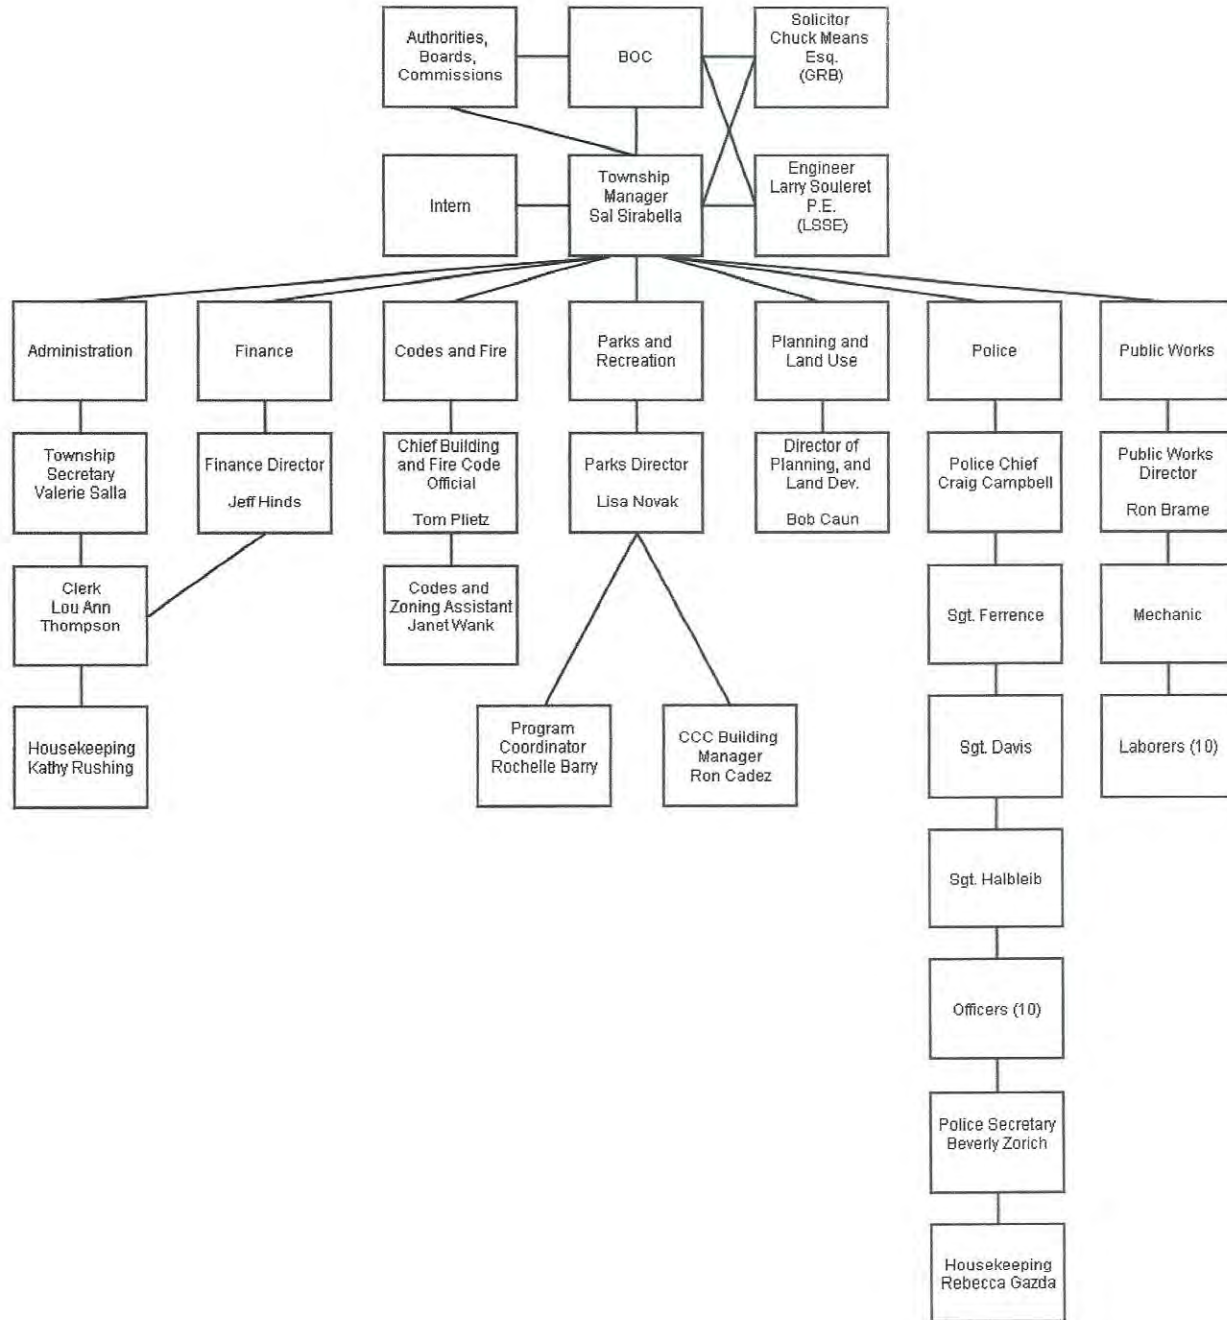 Authorities,
Boards,
Commissions
BOC
Solicitor
Chuck Means
Esq.
(GRB)
Intern
Township
Manager
Sal Sirabella
Engineer
Larry Souleret
P.E.
(LSSE)
Administration
Finance
Codes and Fire
Parks and
Recreation
Planning and
Land Use
Police
Public Works
Township
Secretary
Valerie Salla
Finance Director
Jeff Hinds
Chief Building
and Fire Code
Official
Tom Plietz
Parks Director
Lisa Novak
Director of
Planning, and
Land Dev.
Bob Caun
Police Chief
Craig Campbell
Public Works
Director
Ron Brame
Clerk
Lou Ann
Thompson
Codes and
Zoning Assistant
Janet Wank
Sgt. Ferrence
Mechanic
Housekeeping
Kathy Rushing
Program
Coordinator
Rochelle Barry
CCC Building
Manager
Ron Cadez
Sgt. Davis
Laborers (10)
Sgt. Halbleib
Officers (10)
Police Secretary
Beverly Zorich
Housekeeping
Rebecca Gazda